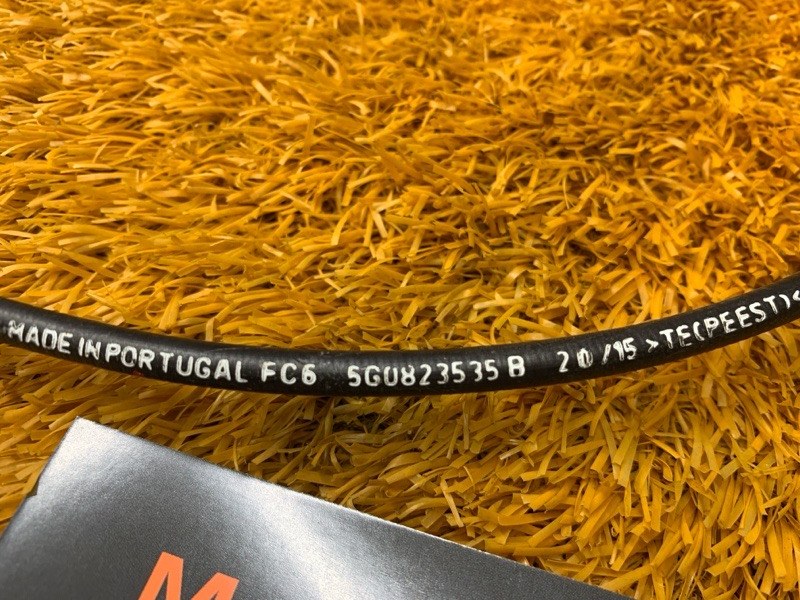 MADE IN PORTUGAL FC6 5G0823535 B 20/15 >TE(PEEST)<
M